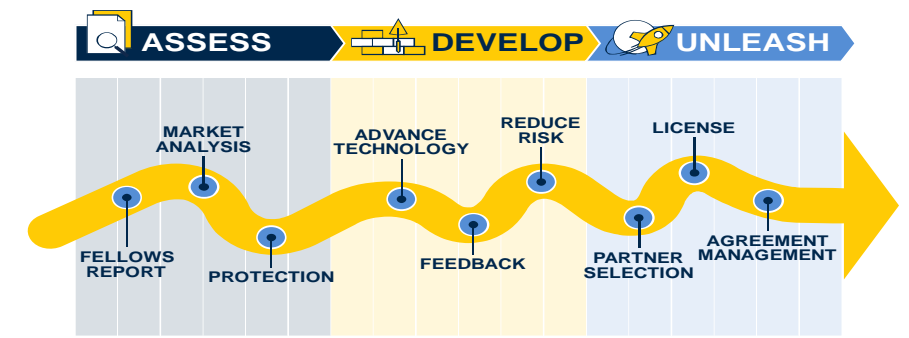 ASSESS
DEVELOP
UNLEASH
FELLOWS
REPORT
MARKET
ANALYSIS
PROTECTION
ADVANCE
TECHNOLOGY
FEEDBACK
REDUCE
RISK
PARTNER
SELECTION
LICENSE
AGREEMENT
MANAGEMENT